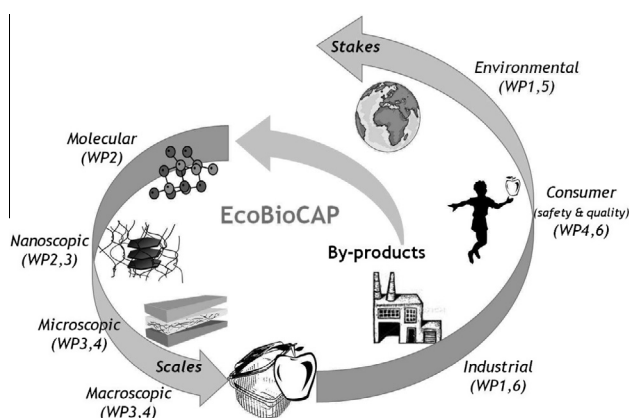 Stakes
Environmental
(WP1,5)
Molecular
(WP2)
EcoBioCAP
Consumer
(safety & quality)
(WP4,6)
By-products
Nanoscopic
(WP2,3)
Microscopic
(WP3,4)
Scales
Industrial
(WP1,6)
Macroscopic
(WP3,4)